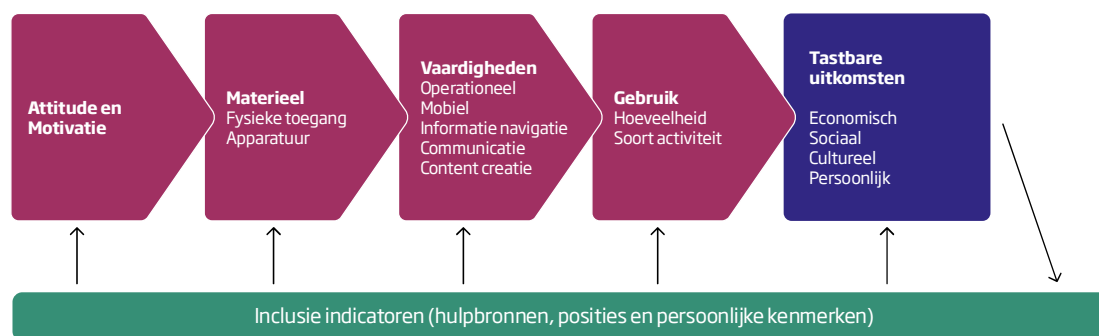 Attitude en
Motivatie
Materieel
Fysieke toegang
Apparatuur
Vaardigheden
Operationeel
Mobiel
Informatie navigatie
Communicatie
Content creatie
Gebruik
Hoeveelheid
Soort activiteit
Tastbare
uitkomsten
Economisch
Sociaal
Cultureel
Persoonlijk
Inclusie indicatoren (hulpbronnen, posities en persoonlijke kenmerken)